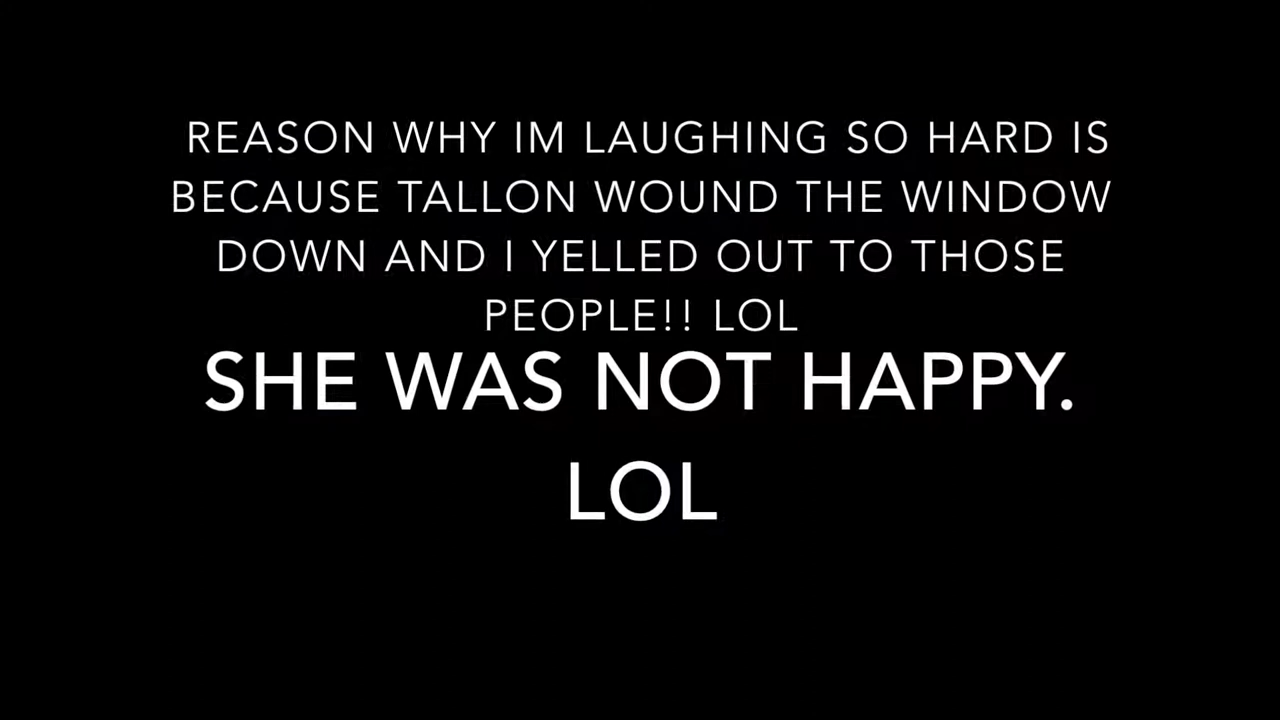 REASON WHY IM LAUGHING SO HARD IS
BECAUSE TALLON WOUND THE WINDOW
DOWN AND I YELLED OUT TO THOSE
PEOPLE!! LOL
SHE WAS NOT HAPPY.
LOL